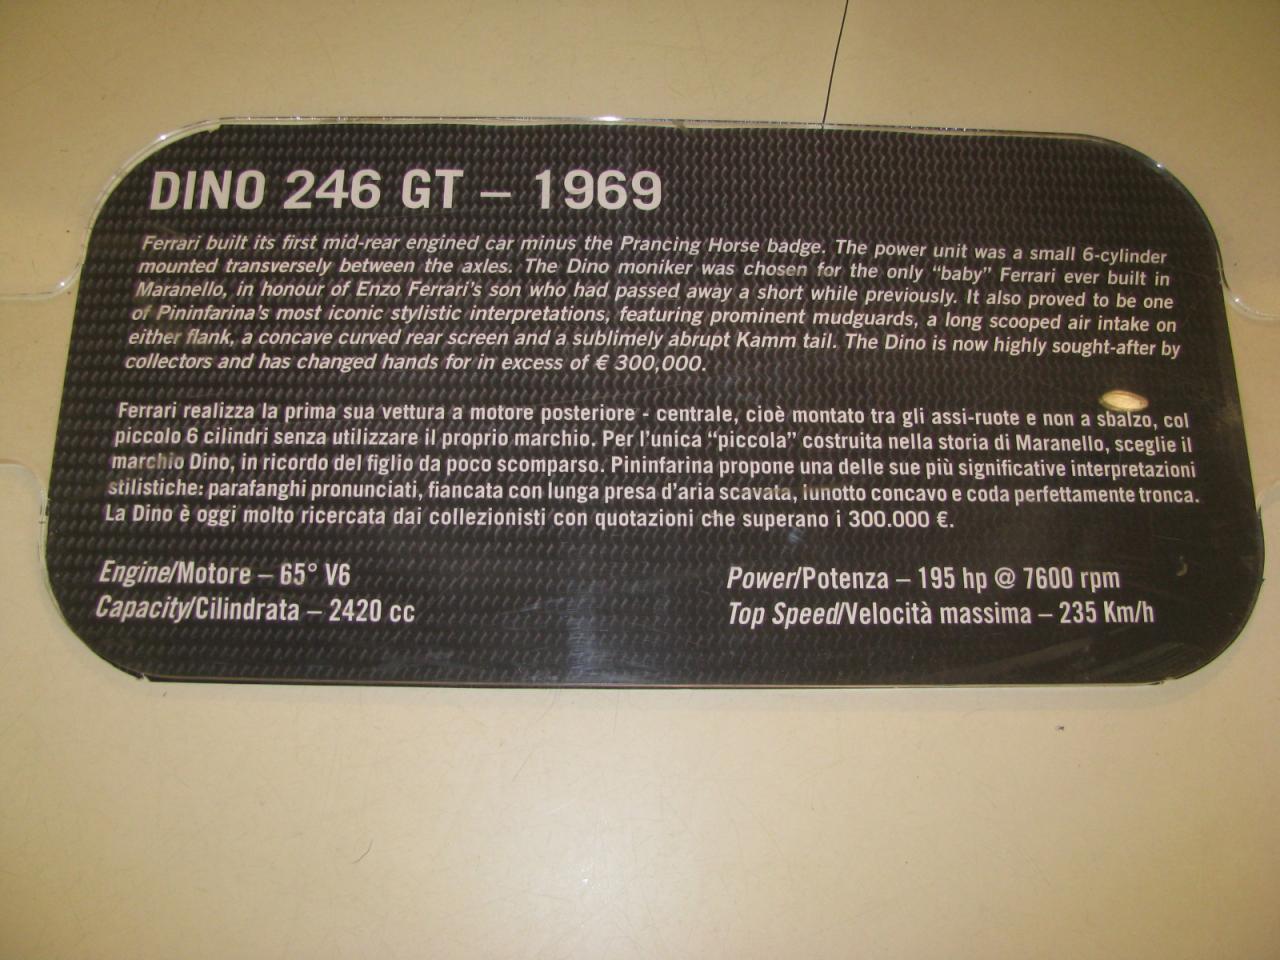 DINO 246 GT – 1969
Ferrari built its first mid-rear engined car minus the Prancing Horse badge. The power unit was a small 6-cylinder
mounted transversely between the axles. The Dino moniker was chosen for the only “baby” Ferrari ever built in
Maranello, in honour of Enzo Ferrari's son who had passed away a short while previously. It also proved to be one
of Pininfarina's most iconic stylistic interpretations, featuring prominent mudguards, a long scooped air intake on
either flank, a concave curved rear screen and a sublimely abrupt Kamm tail. The Dino is now highly sought-after by
collectors and has changed hands for in excess of € 300,000.
Ferrari realizza la prima sua vettura a motore posteriore - centrale, cioè montato tra gli assi-ruote e non a sbalzo, col
piccolo 6 cilindri senza utilizzare il proprio marchio. Per l'unica “piccola” costruita nella storia di Maranello, sceglie il
marchio Dino, in ricordo del figlio da poco scomparso. Pininfarina propone una delle sue più significative interpretazioni
stilistiche: parafanghi pronunciati, fiancata con lunga presa d'aria scavata, lunotto concavo e coda perfettamente tronca.
La Dino è oggi molto ricercata dai collezionisti con quotazioni che superano i 300.000 €.
Engine/Motore – 65° V6
Capacity/Cilindrata – 2420 cc
Power/Potenza – 195 hp @ 7600 rpm
Top Speed/Velocità massima – 235 Km/h